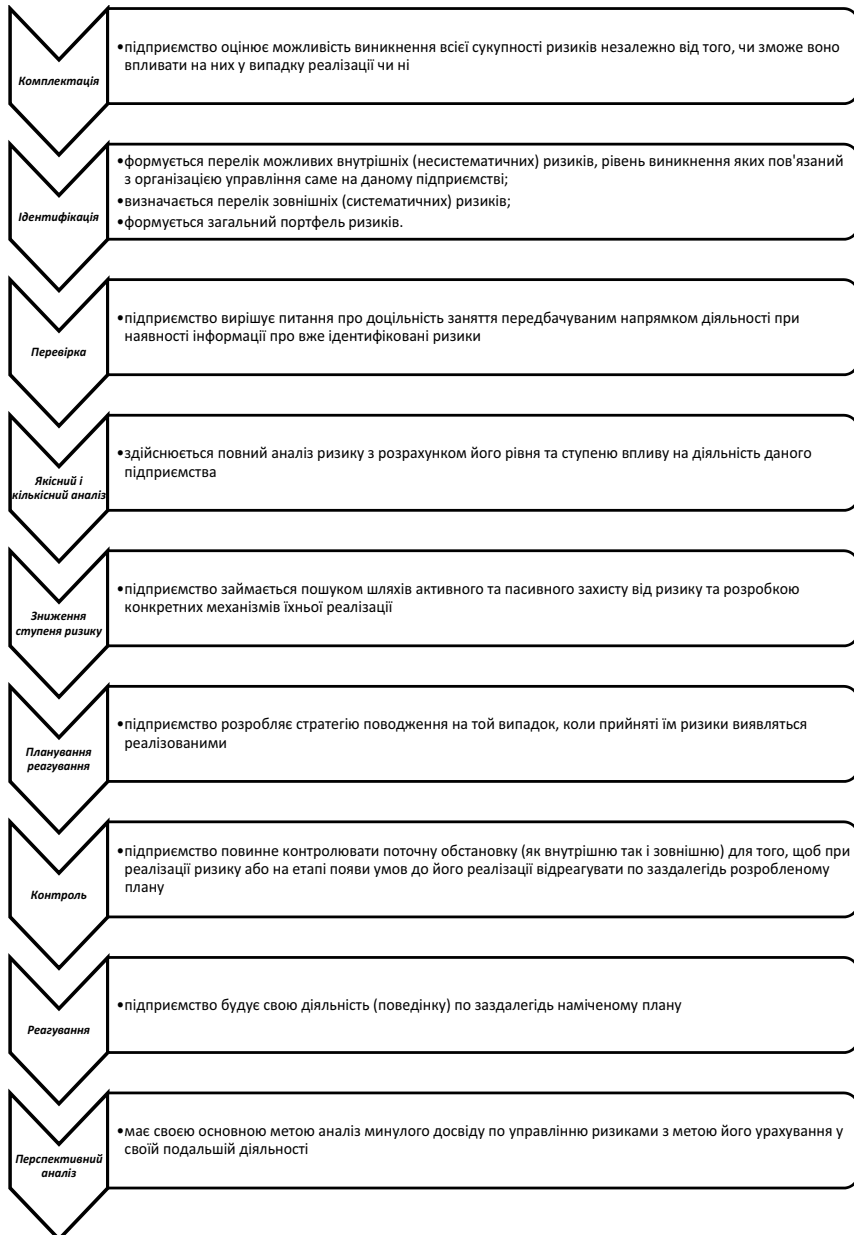 Комплектація
•підприємство оцінює можливість виникнення всієї сукупності ризиків незалежно від того, чи зможе воно
впливати на них у випадку реалізації чи ні
Ідентифікація
•формується перелік можливих внутрішніх (несистематичних) ризиків, рівень виникнення яких пов'язаний
з організацією управління саме на даному підприємстві;
•визначається перелік зовнішніх (систематичних) ризиків;
•формується загальний портфель ризиків.
Перевірка
•підприємство вирішує питання про доцільність заняття передбачуваним напрямком діяльності при
наявності інформації про вже ідентифіковані ризики
Якісний і
кількісний аналіз
•здійснюється повний аналіз ризику з розрахунком його рівня та ступеню впливу на діяльність даного
підприємства
Зниження
ступеня ризику
•підприємство займається пошуком шляхів активного та пасивного захисту від ризику та розробкою
конкретних механізмів їхньої реалізації
Планування
реагування
•підприємство розробляє стратегію поводження на той випадок, коли прийняті їм ризики виявляться
реалізованими
Контроль
•підприємство повинне контролювати поточну обстановку (як внутрішню так і зовнішню) для того, щоб при
реалізації ризику або на етапі появи умов до його реалізації відреагувати по заздалегідь розробленому
плану
Реагування
•підприємство будує свою діяльність (поведінку) по заздалегідь наміченому плану
Перспективний
аналіз
•має своєю основною метою аналіз минулого досвіду по управлінню ризиками з метою його урахування у
своїй подальшій діяльності